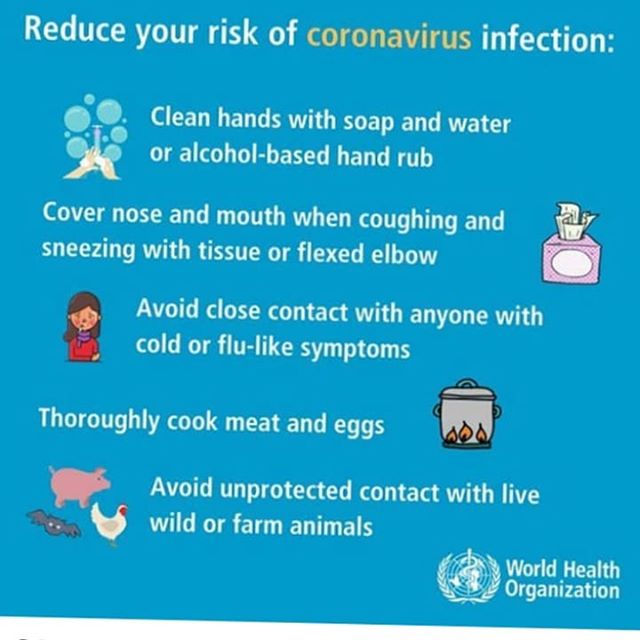 Reduce your risk of coronavirus infection:
Clean hands with soap and water
or alcohol-based hand rub
Cover nose and mouth when coughing and
sneezing with tissue or flexed elbow
Avoid close contact with anyone with
cold or flu-like symptoms
Thoroughly cook meat and eggs
Avoid unprotected contact with live
wild or farm animals
World Health
Organization